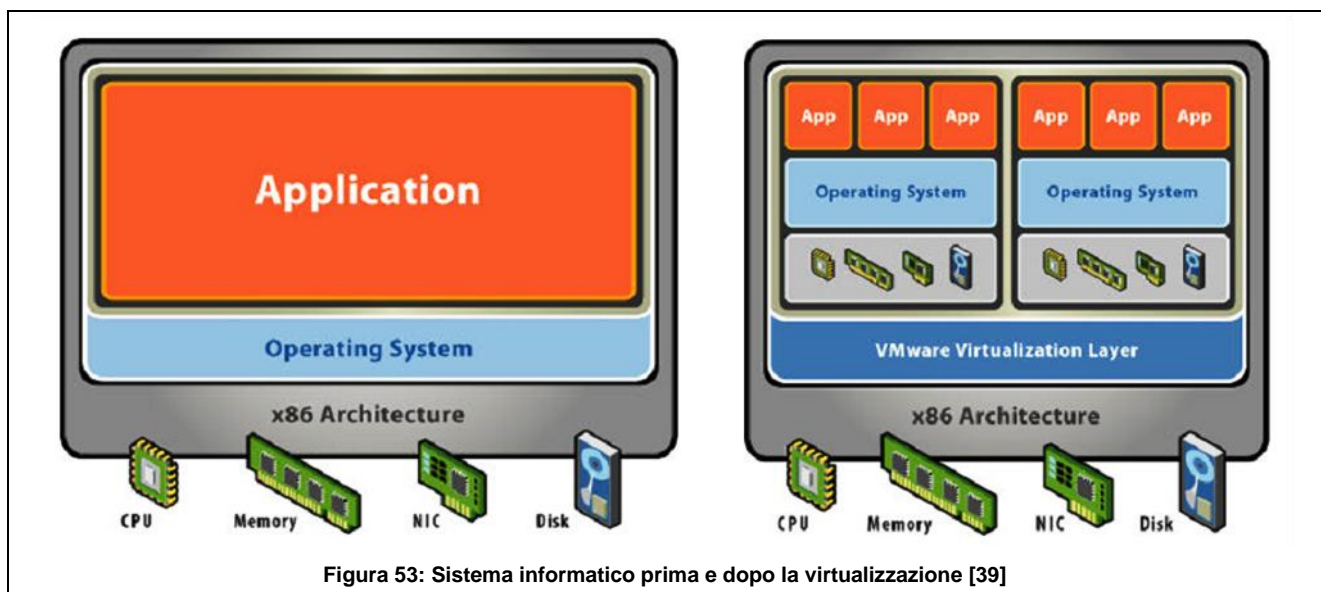 Application
Operating System
x86 Architecture
CPU
Memory
NIC
Disk
App App App
App App App
Operating System
Operating System
VMware Virtualization Layer
x86 Architecture
CPU
Memory
NIC
Disk
Figura 53: Sistema informatico prima e dopo la virtualizzazione [39]